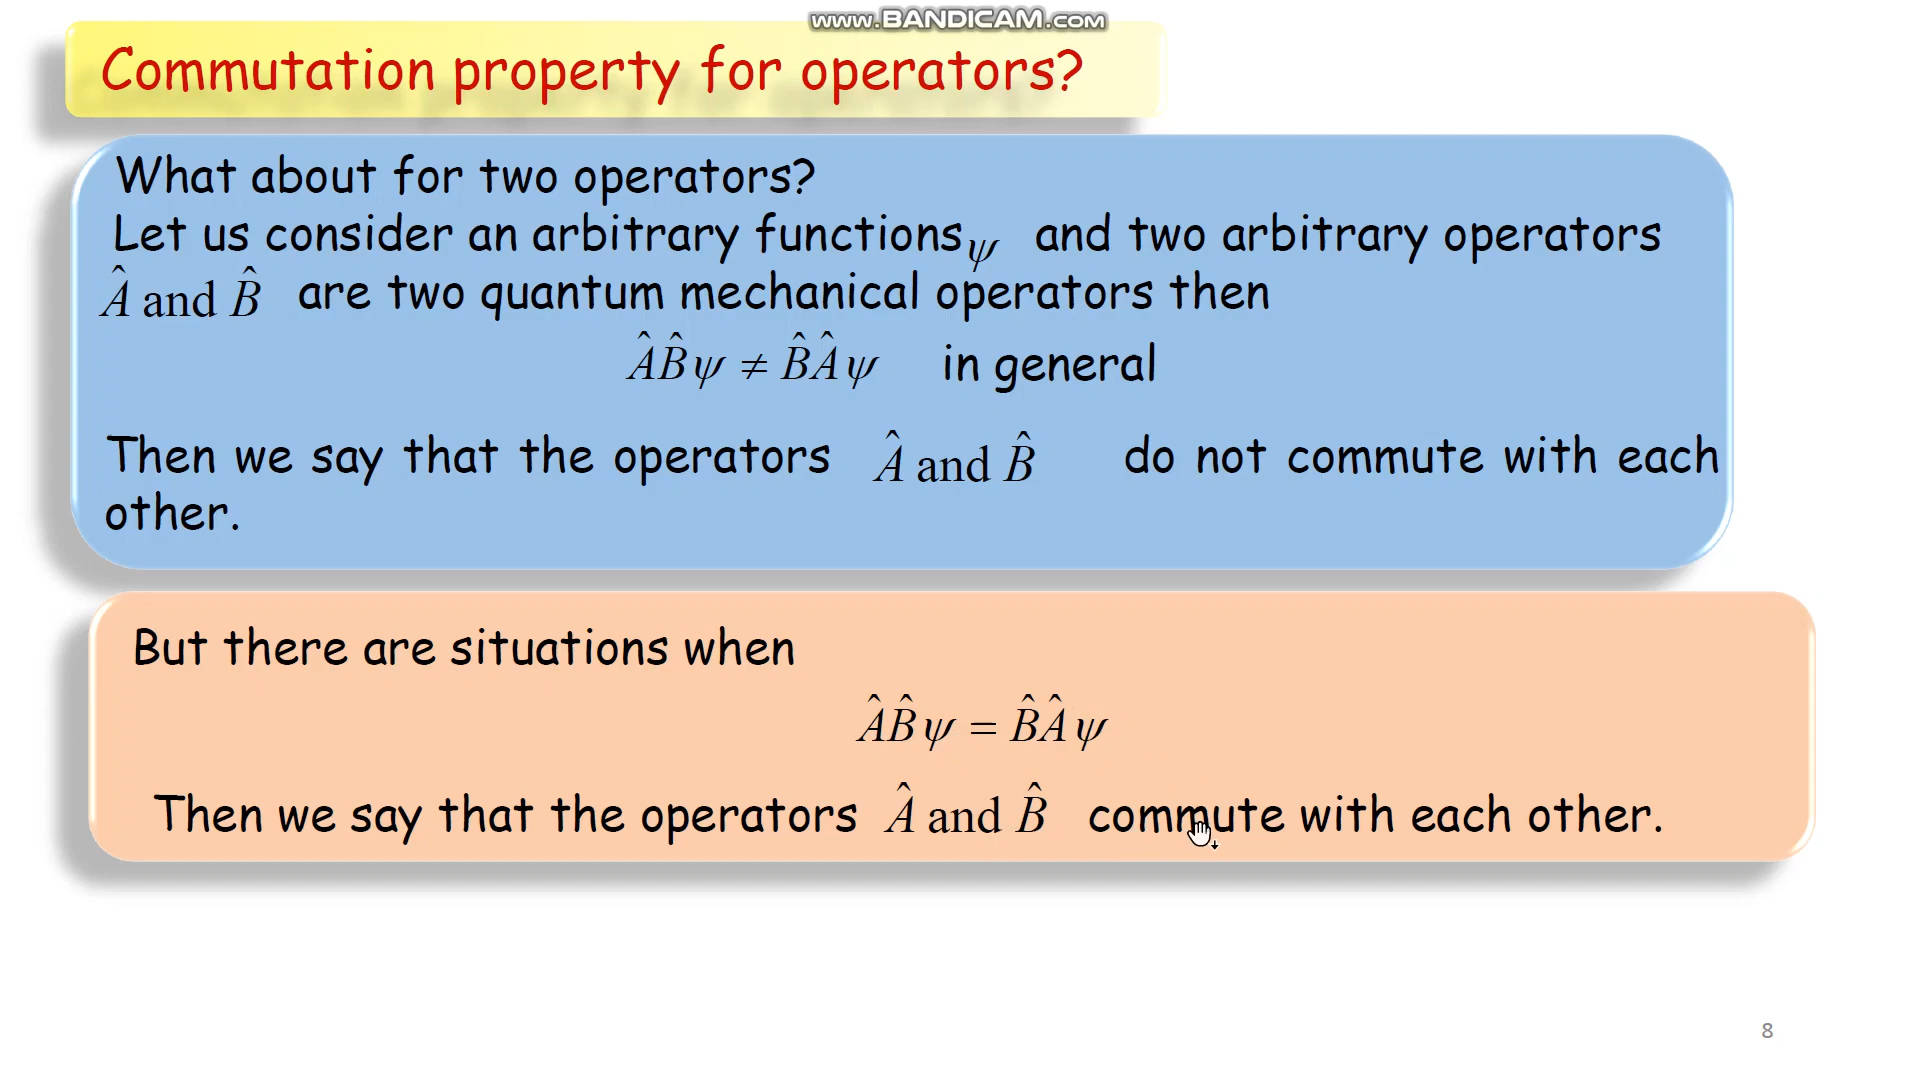 www.BANDICAM.com
Commutation property for operators?
What about for two operators?
Let us consider an arbitrary functions ψ and two arbitrary operators
Â and B̂ are two quantum mechanical operators then
ÂB̂ψ ≠ B̂Âψ in general
Then we say that the operators Â and B̂ do not commute with each
other.
But there are situations when
ÂB̂ψ = B̂Âψ
Then we say that the operators Â and B̂ commute with each other.
8